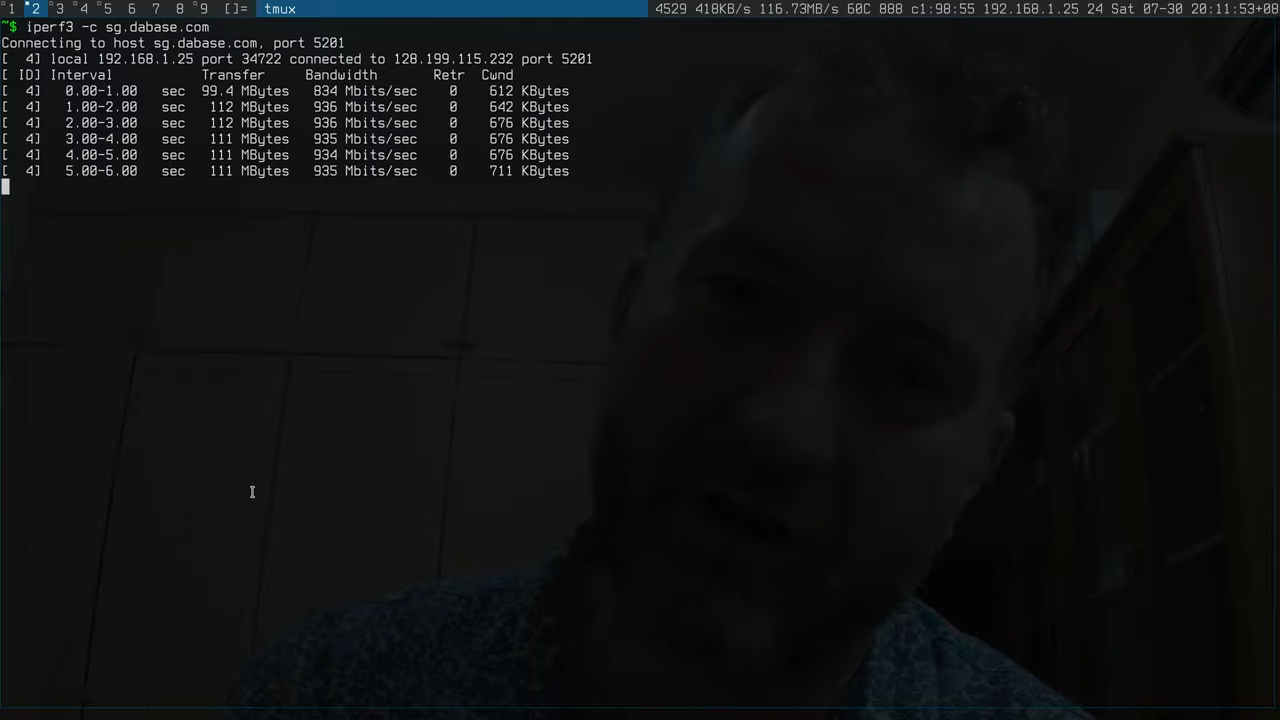 1 2 3 4 5 6 7 8 9 []= tmux 4529 410KB/s 116.73MB/s 60C 888 c1:98:55 192.168.1.25 24 Sat 07-30 20:11:53+08
~$ iperf3 -c sg.dabase.com
Connecting to host sg.dabase.com, port 5201
[  4] local 192.168.1.25 port 34722 connected to 128.199.115.232 port 5201
[ ID] Interval           Transfer     Bandwidth       Retr  Cwnd
[  4]   0.00-1.00   sec  99.4 MBytes   834 Mbits/sec    0    612 KBytes
[  4]   1.00-2.00   sec   112 MBytes   936 Mbits/sec    0    642 KBytes
[  4]   2.00-3.00   sec   112 MBytes   936 Mbits/sec    0    676 KBytes
[  4]   3.00-4.00   sec   111 MBytes   935 Mbits/sec    0    676 KBytes
[  4]   4.00-5.00   sec   111 MBytes   934 Mbits/sec    0    676 KBytes
[  4]   5.00-6.00   sec   111 MBytes   935 Mbits/sec    0    711 KBytes